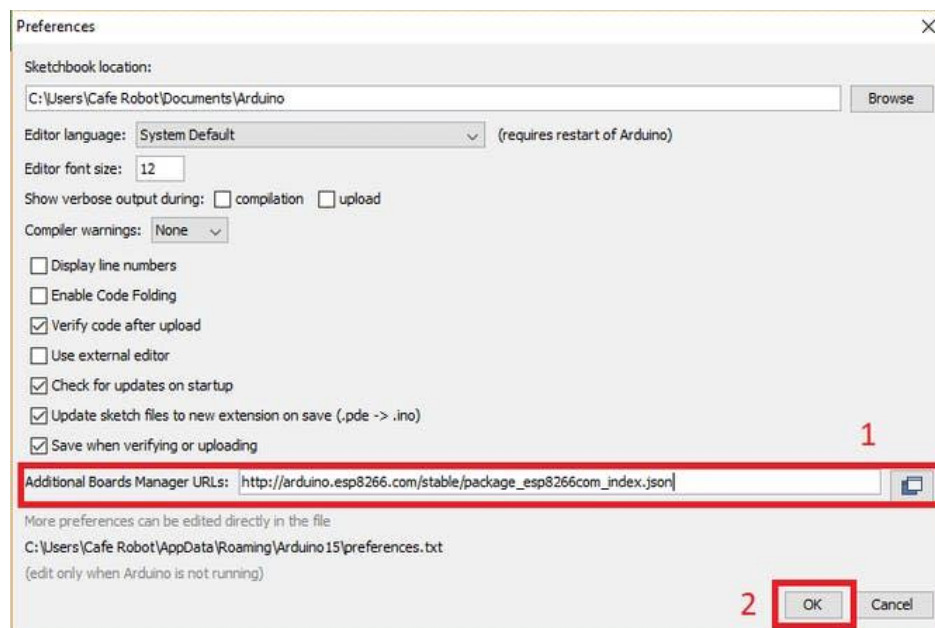 Preferences
Sketchbook location:
C:\Users\Cafe Robot\Documents\Arduino Browse
Editor language: System Default (requires restart of Arduino)
Editor font size: 12
Show verbose output during: compilation upload
Compiler warnings: None
Display line numbers
Enable Code Folding
Verify code after upload
Use external editor
Check for updates on startup
Update sketch files to new extension on save (.pde -> .ino)
Save when verifying or uploading
1
Additional Boards Manager URLs: http://arduino.esp8266.com/stable/package_esp8266com_index.json
More preferences can be edited directly in the file
C:\Users\Cafe Robot\AppData\Roaming\Arduino15\preferences.txt
(edit only when Arduino is not running)
2 OK Cancel